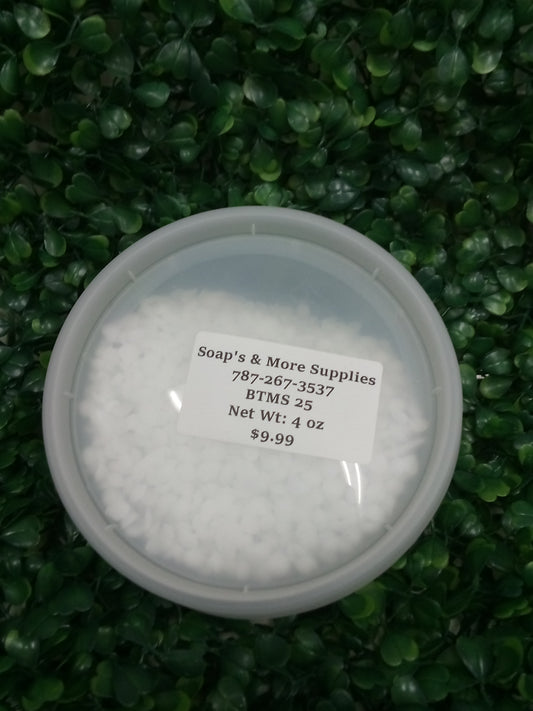 Soap's & More Supplies
787-267-3537
BTMS 25
Net Wt: 4 oz
$9.99